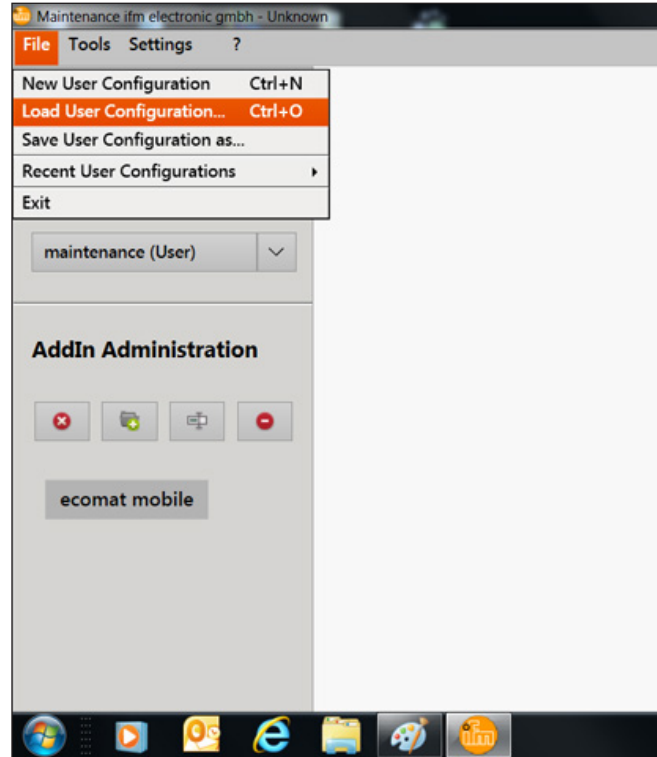 Maintenance ifm electronic gmbh - Unknown
File Tools Settings ?
New User Configuration Ctrl+N
Load User Configuration... Ctrl+O
Save User Configuration as...
Recent User Configurations
Exit
maintenance (User)
AddIn Administration
ecomat mobile
ifm